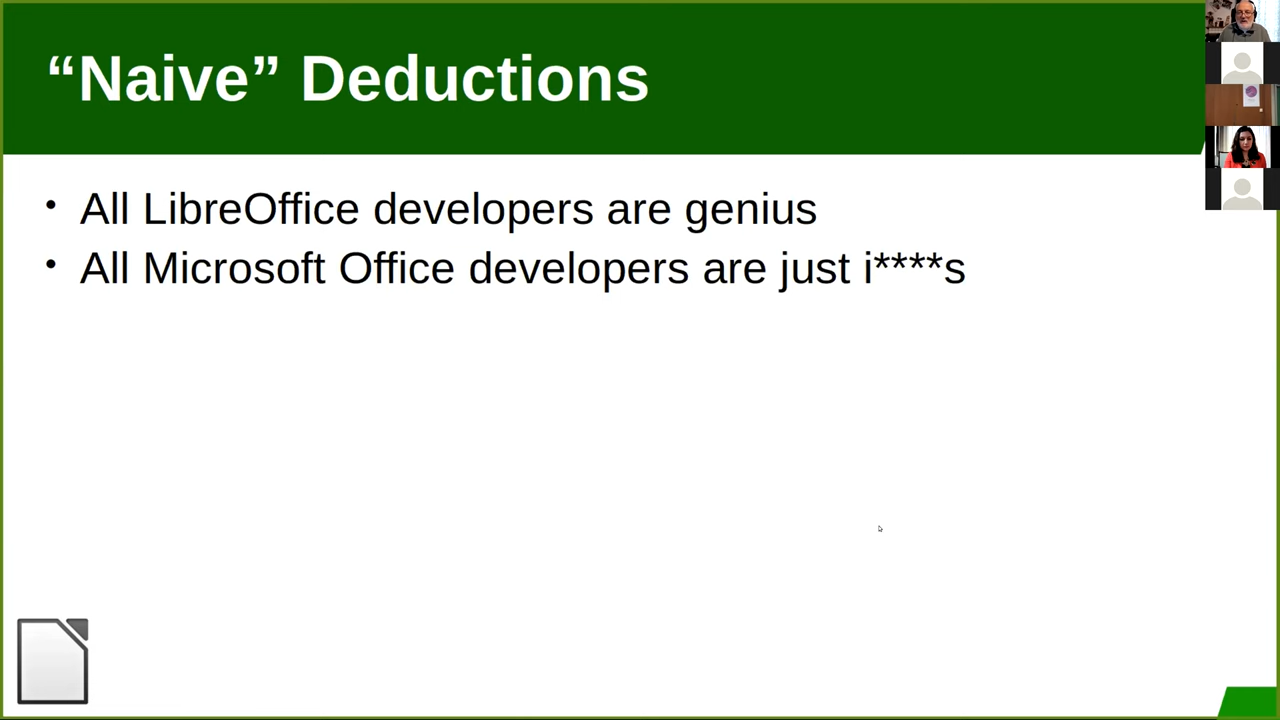 “Naive” Deductions
• All LibreOffice developers are genius
• All Microsoft Office developers are just i****s